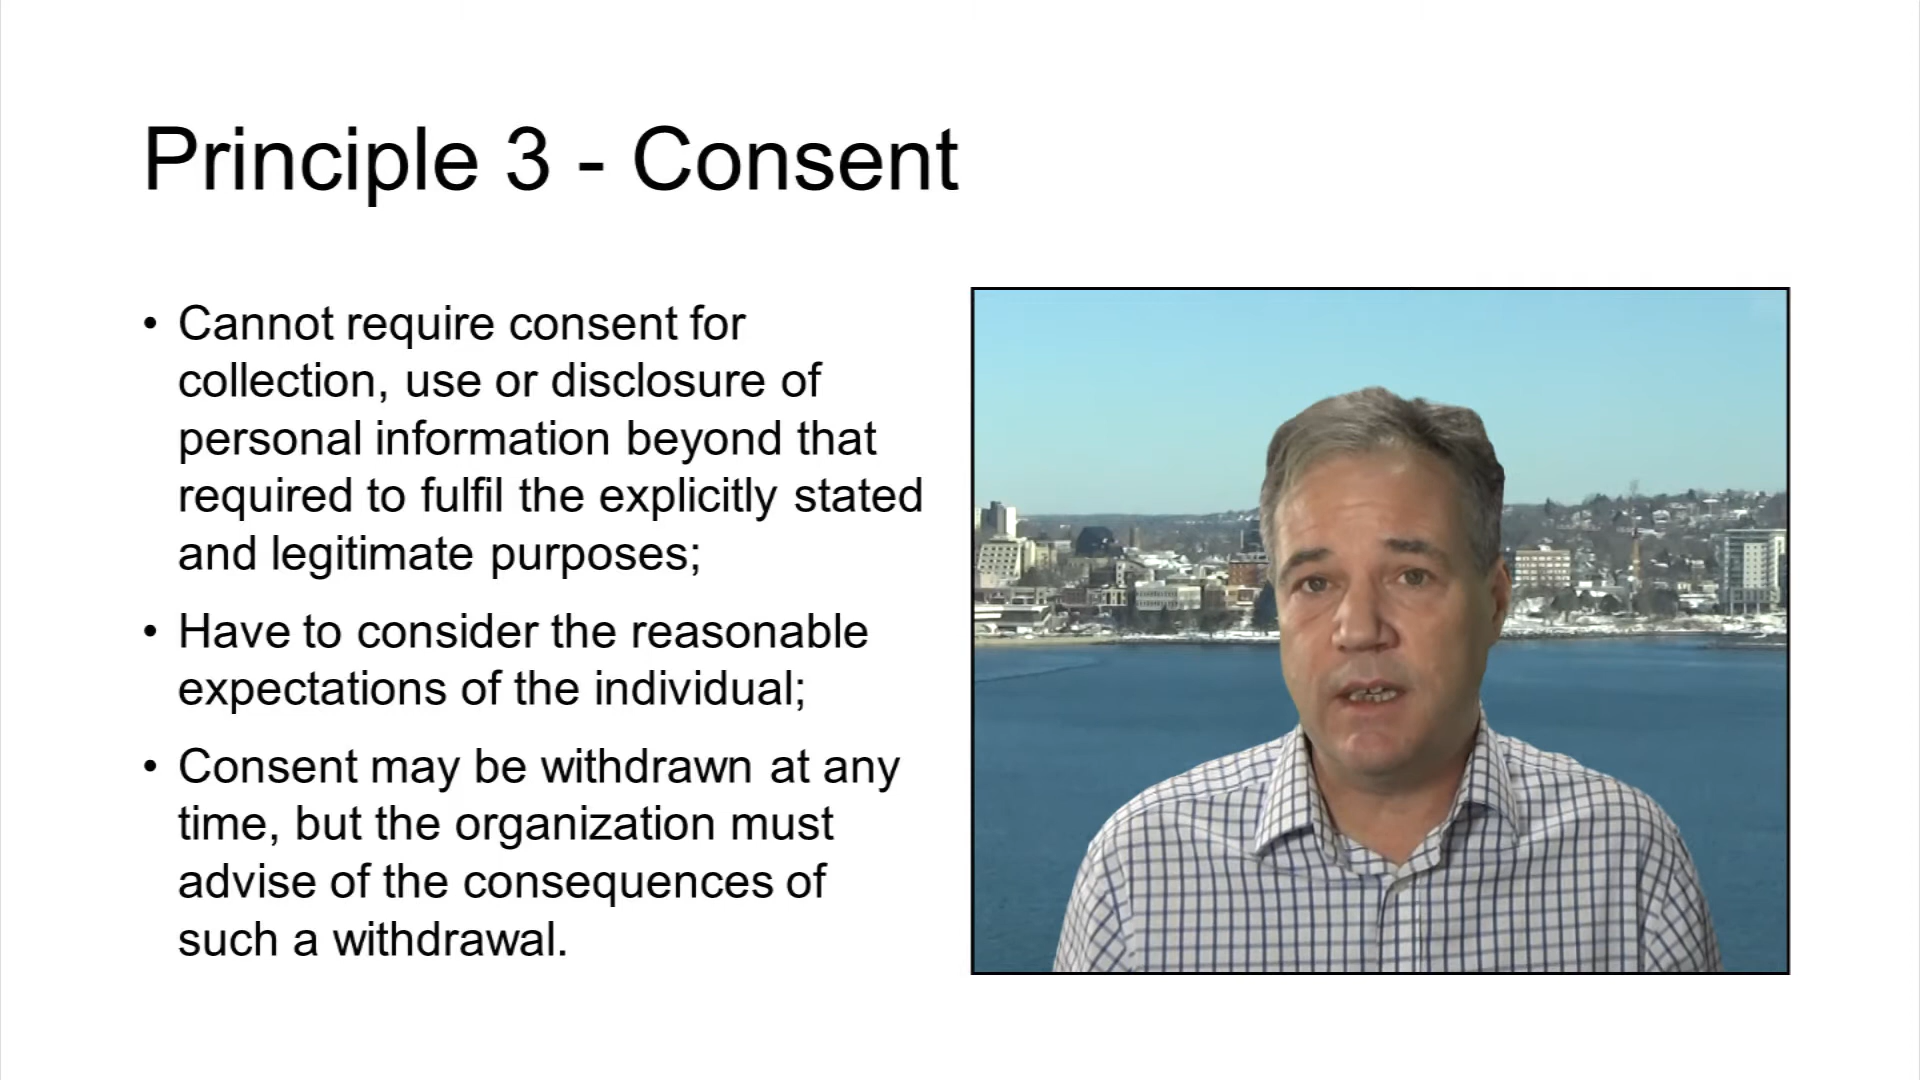 Principle 3 - Consent
• Cannot require consent for
collection, use or disclosure of
personal information beyond that
required to fulfil the explicitly stated
and legitimate purposes;
• Have to consider the reasonable
expectations of the individual;
• Consent may be withdrawn at any
time, but the organization must
advise of the consequences of
such a withdrawal.